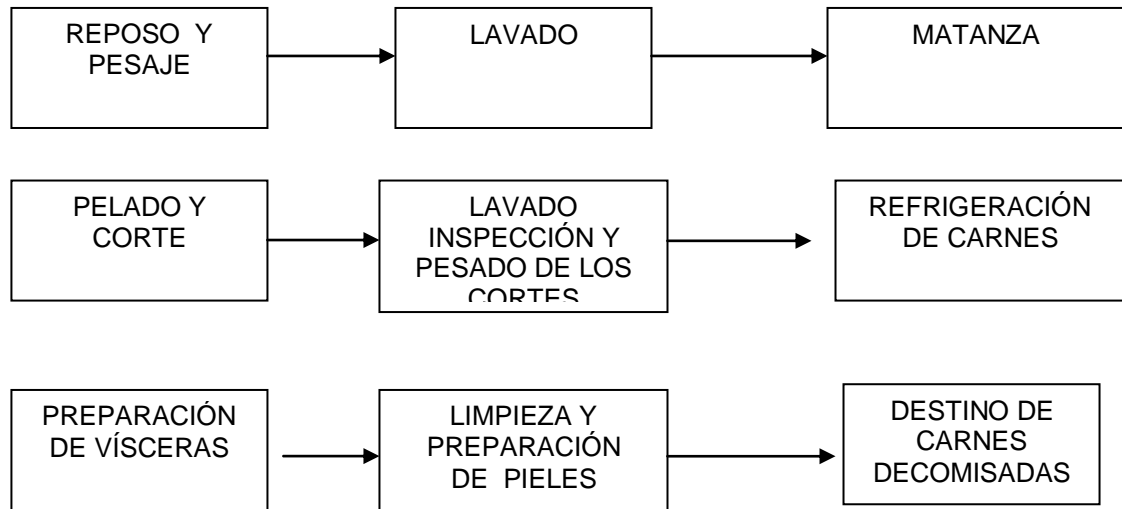 REPOSO Y
PESAJE
LAVADO
MATANZA
PELADO Y
CORTE
LAVADO
INSPECCIÓN Y
PESADO DE LOS
CORTES
REFRIGERACIÓN
DE CARNES
PREPARACIÓN
DE VÍSCERAS
LIMPIEZA Y
PREPARACIÓN
DE PIELES
DESTINO DE
CARNES
DECOMISADAS